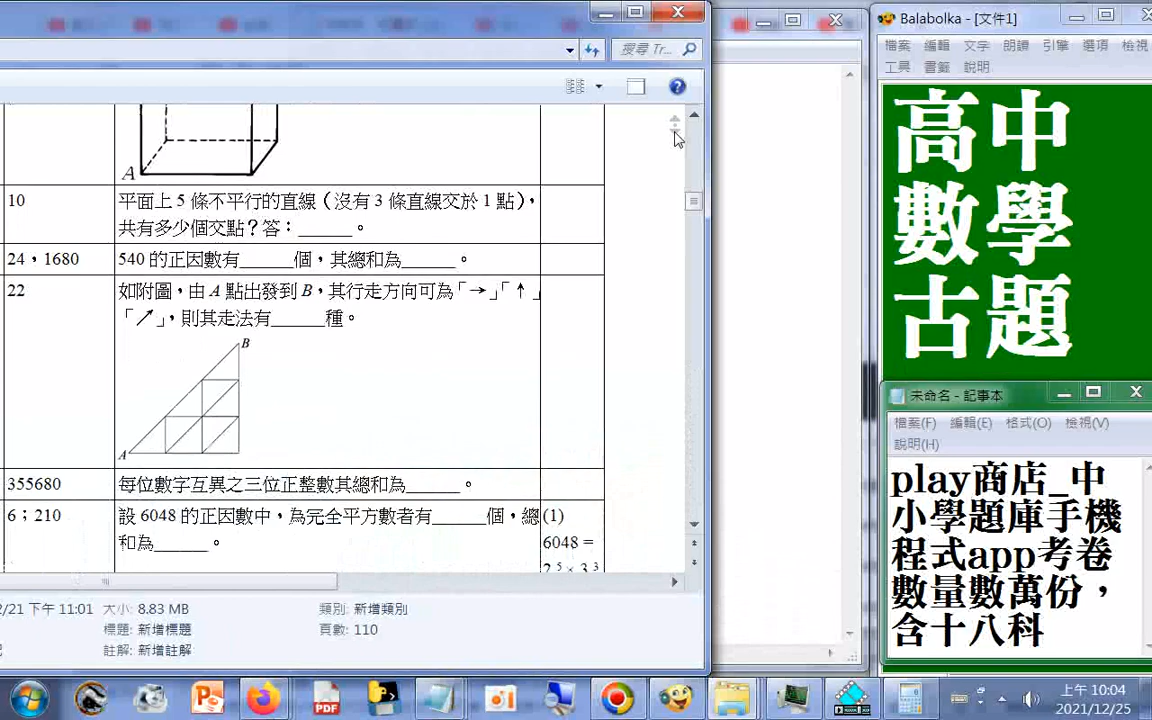 搜尋 Tr...
A
10
平面上 5 條不平行的直線（沒有 3 條直線交於 1 點），
共有多少個交點？答：______。
24，1680
540 的正因數有______個，其總和為______。
22
如附圖，由 A 點出發到 B，其行走方向可為「→」「↑」
「↗」，則其走法有______種。
B
A
355680
每位數字互異之三位正整數其總和為______。
6；210
設 6048 的正因數中，為完全平方數者有______個，總
和為______。
(1)
6048 =
2⁵ × 3³
2/21 下午 11:01
大小: 8.83 MB
標題: 新增標題
註解: 新增註解
類別: 新增類別
頁數: 110
Balabolka - [文件1]
檔案 編輯 文字 朗讀 引擎 選項 檢視
工具 書籤 說明
高中
數學
古題
未命名 - 記事本
檔案(F) 編輯(E) 格式(O) 檢視(V)
說明(H)
play商店_中
小學題庫手機
程式app考卷
數量數萬份，
含十八科
PDF
上午 10:04
2021/12/25